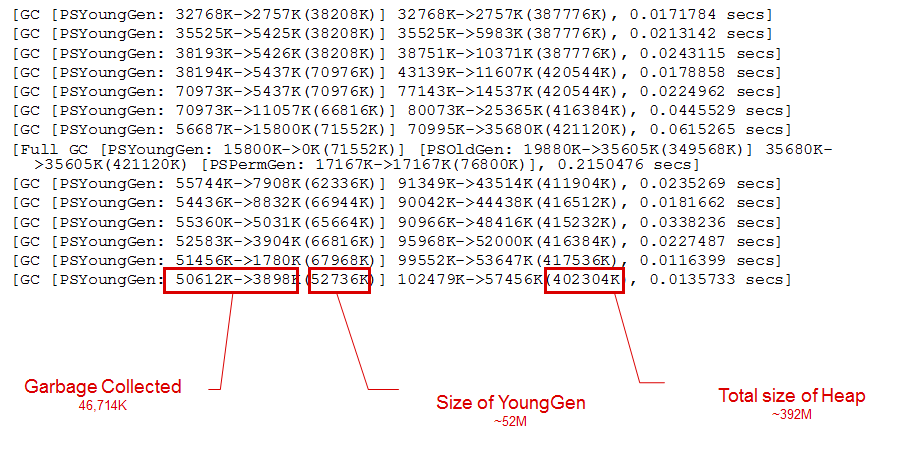 [GC [PSYoungGen: 32768K->2757K(38208K)] 32768K->2757K(387776K), 0.0171784 secs]
[GC [PSYoungGen: 35525K->5425K(38208K)] 35525K->5983K(387776K), 0.0213142 secs]
[GC [PSYoungGen: 38193K->5426K(38208K)] 38751K->10371K(387776K), 0.0243115 secs]
[GC [PSYoungGen: 38194K->5437K(70976K)] 43139K->11607K(420544K), 0.0178858 secs]
[GC [PSYoungGen: 70973K->5437K(70976K)] 77143K->14537K(420544K), 0.0224962 secs]
[GC [PSYoungGen: 70973K->11057K(66816K)] 80073K->25365K(416384K), 0.0445529 secs]
[GC [PSYoungGen: 56687K->15800K(71552K)] 70995K->35680K(421120K), 0.0615265 secs]
[Full GC [PSYoungGen: 15800K->0K(71552K)] [PSOldGen: 19880K->35605K(349568K)] 35680K-
>35605K(421120K) [PSPermGen: 17167K->17167K(76800K)], 0.2150476 secs]
[GC [PSYoungGen: 55744K->7908K(62336K)] 91349K->43514K(411904K), 0.0235269 secs]
[GC [PSYoungGen: 54436K->8832K(66944K)] 90042K->44438K(416512K), 0.0181662 secs]
[GC [PSYoungGen: 55360K->5031K(65664K)] 90966K->48416K(415232K), 0.0338236 secs]
[GC [PSYoungGen: 52583K->3904K(66816K)] 95968K->52000K(416384K), 0.0227487 secs]
[GC [PSYoungGen: 51456K->1780K(67968K)] 99552K->53647K(417536K), 0.0116399 secs]
[GC [PSYoungGen: 50612K->3898K(52736K)] 102479K->57456K(402304K), 0.0135733 secs]
Garbage Collected
46,714K
Size of YoungGen
~52M
Total size of Heap
~392M